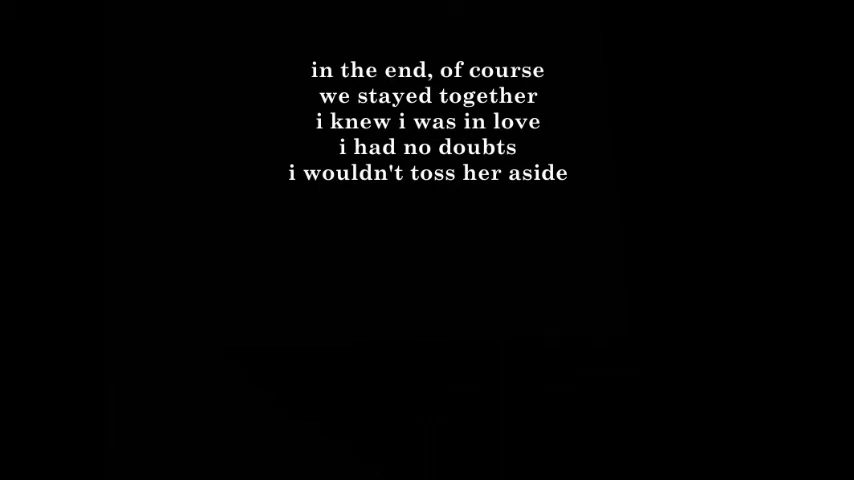 in the end, of course
we stayed together
i knew i was in love
i had no doubts
i wouldn't toss her aside